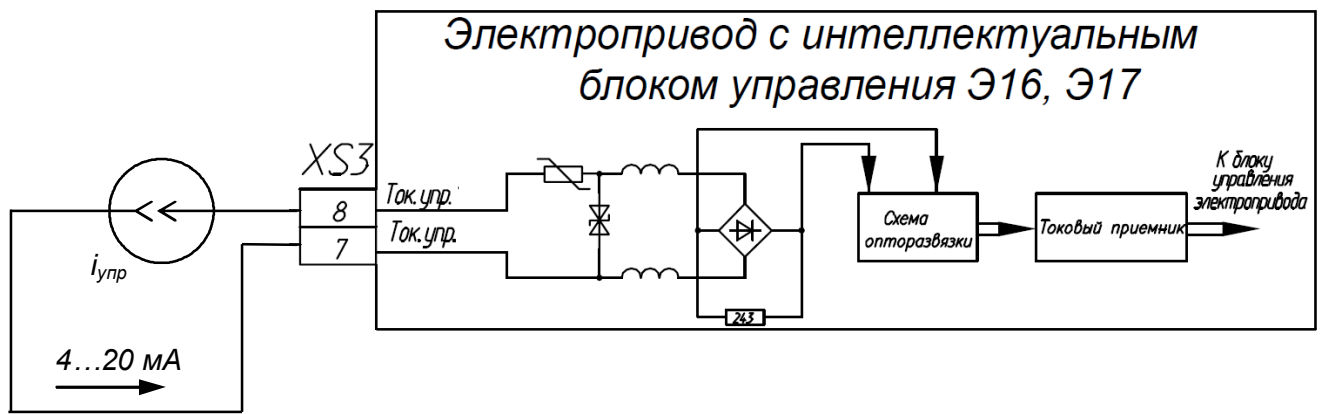 Электропривод с интеллектуальным
блоком управления Э16, Э17
XS3
8
7
Ток.упр.
Ток.упр.
iупр
4...20 мА
243
Схема
опторазвязки
Токовый приемник
К блоку
управления
электропривода